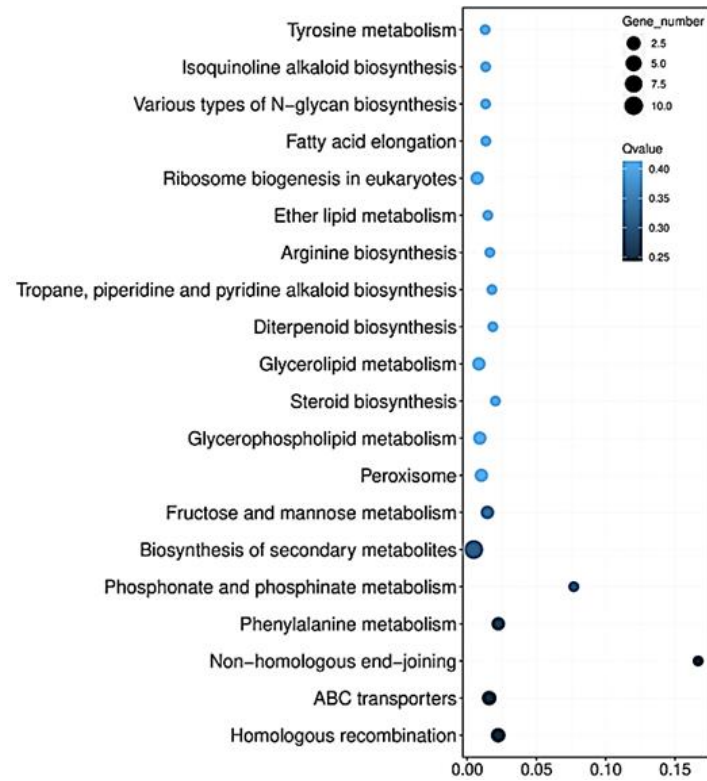 Tyrosine metabolism
Isoquinoline alkaloid biosynthesis
Various types of N-glycan biosynthesis
Fatty acid elongation
Ribosome biogenesis in eukaryotes
Ether lipid metabolism
Arginine biosynthesis
Tropane, piperidine and pyridine alkaloid biosynthesis
Diterpenoid biosynthesis
Glycerolipid metabolism
Steroid biosynthesis
Glycerophospholipid metabolism
Peroxisome
Fructose and mannose metabolism
Biosynthesis of secondary metabolites
Phosphonate and phosphinate metabolism
Phenylalanine metabolism
Non-homologous end-joining
ABC transporters
Homologous recombination
0.00 0.05 0.10 0.15
Gene_number
2.5
5.0
7.5
10.0
Qvalue
0.40
0.35
0.30
0.25